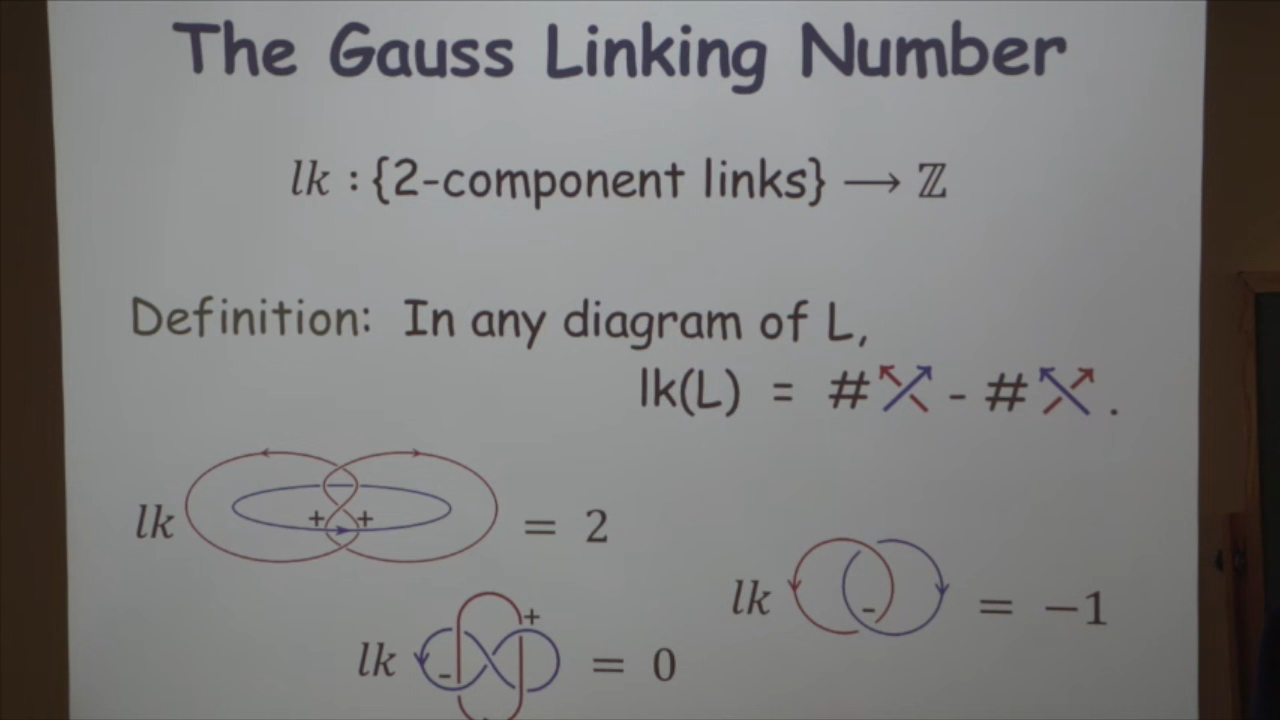 The Gauss Linking Number
lk : {2-component links} ⟶ ℤ
Definition: In any diagram of L,
lk(L) = # - # .
lk + + = 2
lk - = −1
lk - + = 0